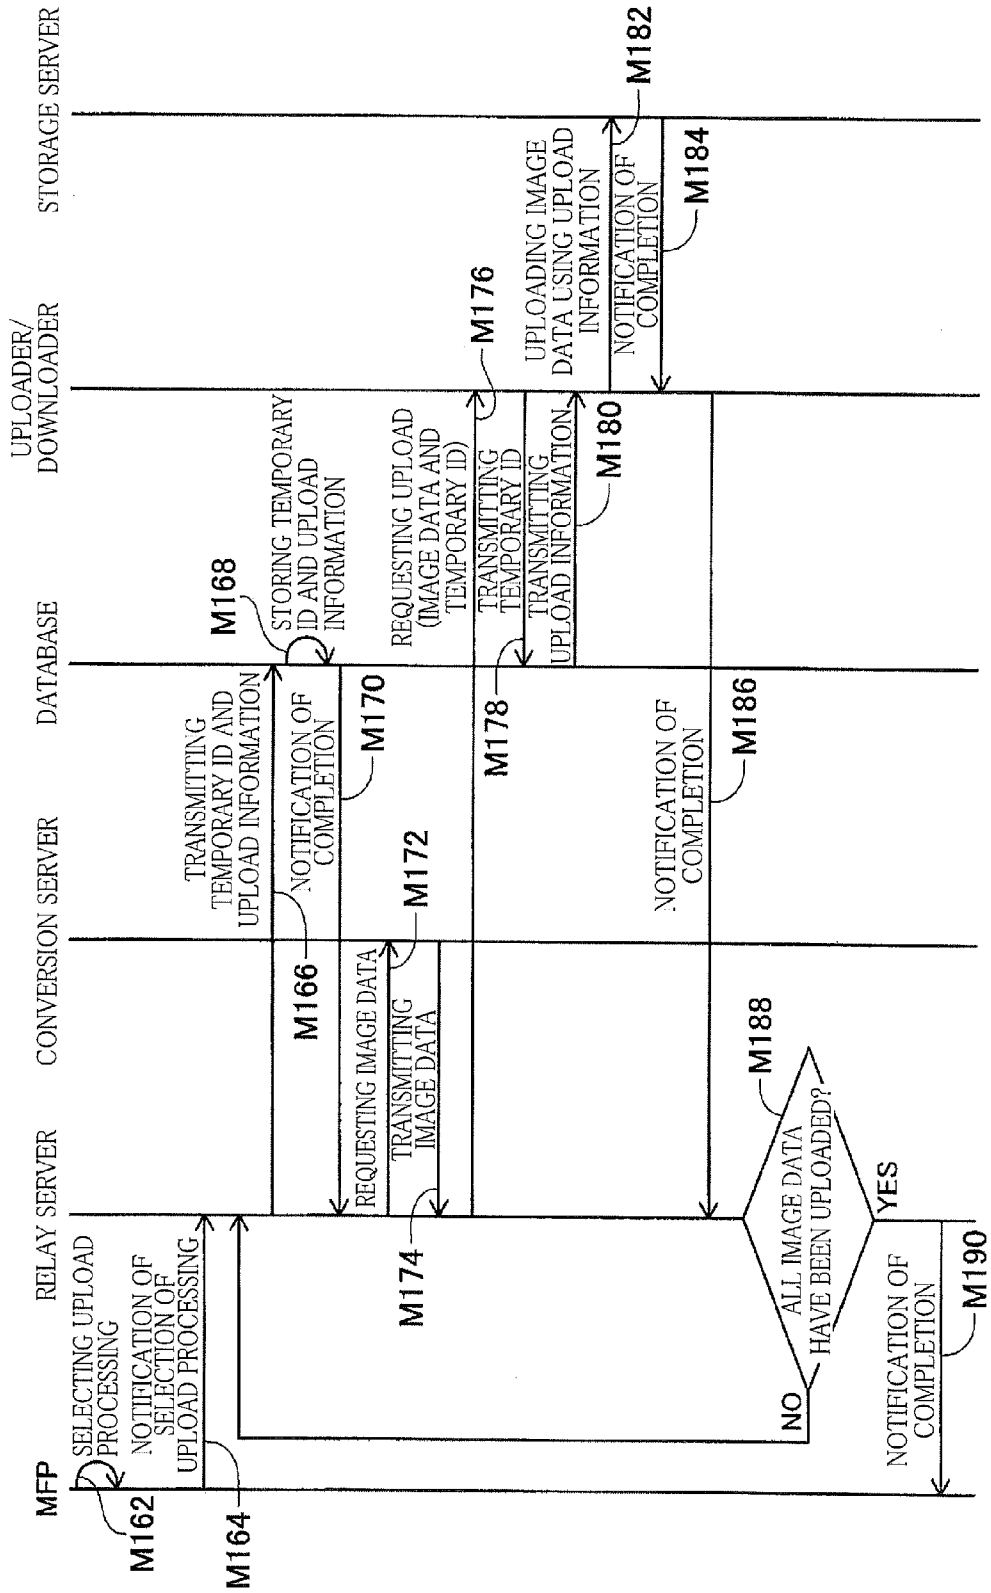 MFP
RELAY SERVER
CONVERSION SERVER
DATABASE
UPLOADER/
DOWNLOADER
STORAGE SERVER
SELECTING UPLOAD
PROCESSING
M162
NOTIFICATION OF
SELECTION OF
UPLOAD PROCESSING
M164
TRANSMITTING
TEMPORARY ID AND
UPLOAD INFORMATION
M166
M168
STORING TEMPORARY
ID AND UPLOAD
INFORMATION
NOTIFICATION OF
COMPLETION
M170
REQUESTING IMAGE DATA
M172
TRANSMITTING
IMAGE DATA
M174
REQUESTING UPLOAD
(IMAGE DATA AND
TEMPORARY ID)
M176
TRANSMITTING
TEMPORARY ID
M178
TRANSMITTING
UPLOAD INFORMATION
M180
UPLOADING IMAGE
DATA USING UPLOAD
INFORMATION
M182
NOTIFICATION OF
COMPLETION
M184
NOTIFICATION OF
COMPLETION
M186
M188
ALL IMAGE DATA
HAVE BEEN UPLOADED?
NO
YES
NOTIFICATION OF
COMPLETION
M190